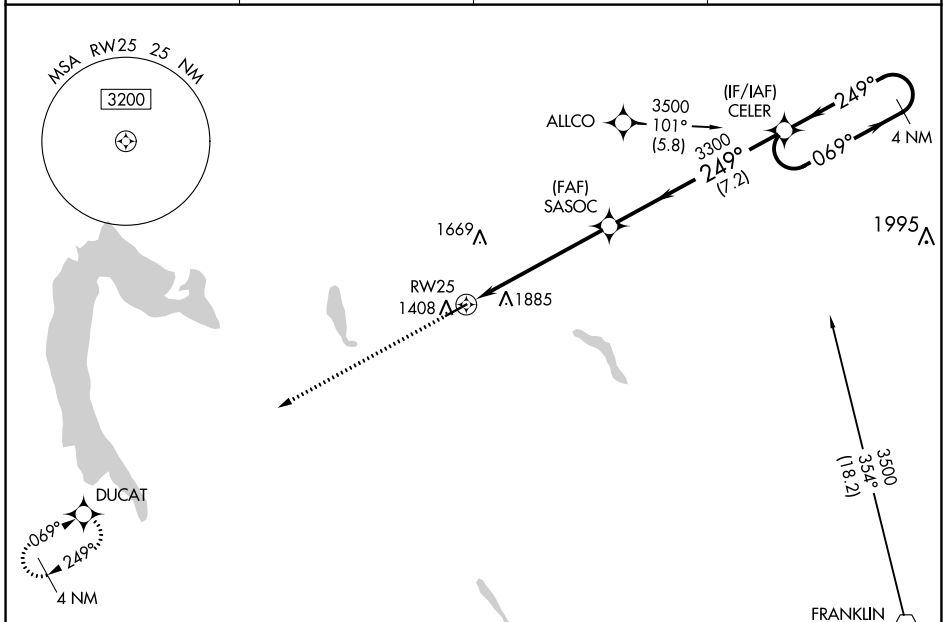 MSA RW25 25 NM
3200
ALLCO
3500
101°
(5.8)
(IF/IAF)
CELER
249°
069°
4 NM
3300
249°
(7.2)
(FAF)
SASOC
1669
1995
RW25
1408
1885
DUCAT
069°
249°
4 NM
3500
354°
(18.2)
FRANKLIN